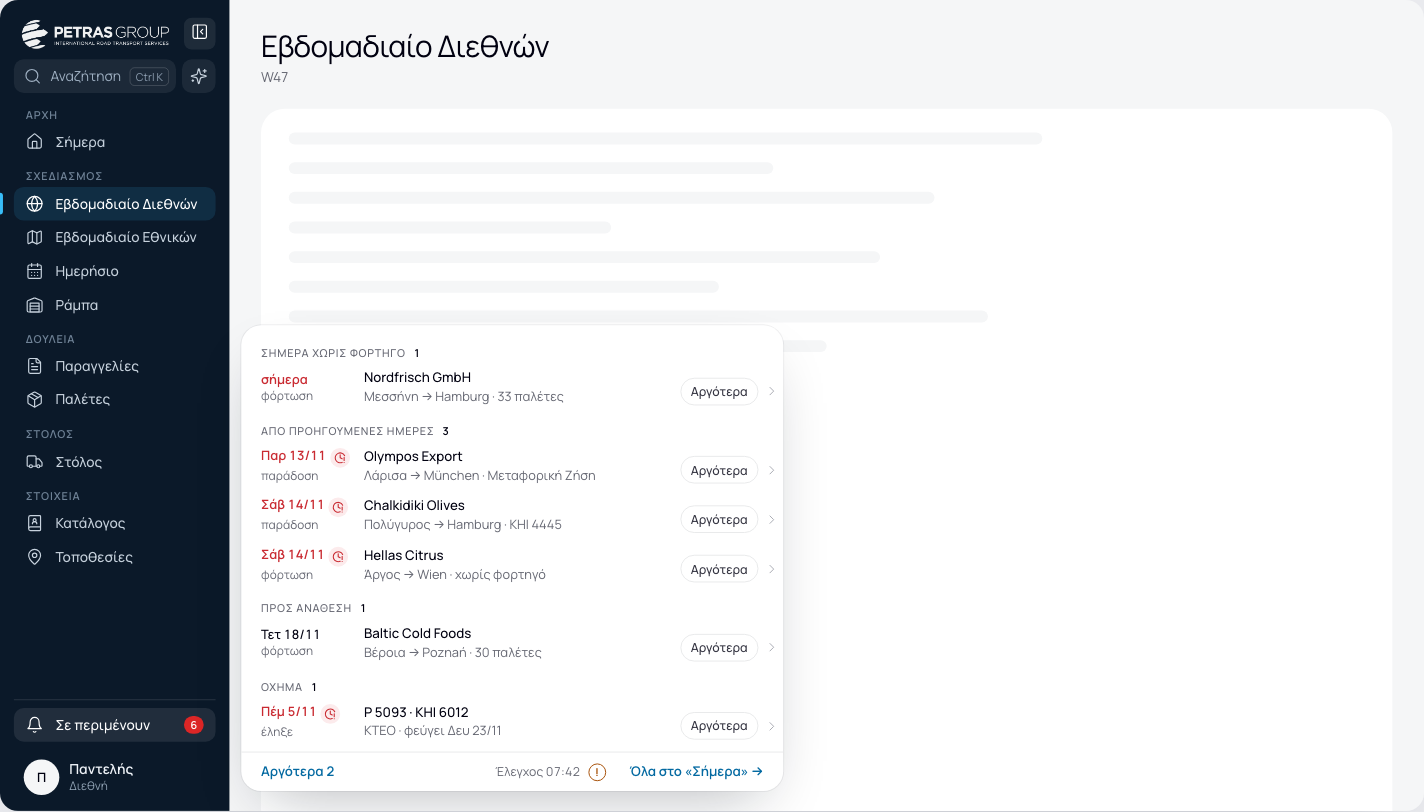 PETRAS GROUP
INTERNATIONAL ROAD TRANSPORT SERVICES
Αναζήτηση Ctrl K
ΑΡΧΗ
Σήμερα
ΣΧΕΔΙΑΣΜΟΣ
Εβδομαδιαίο Διεθνών
Εβδομαδιαίο Εθνικών
Ημερήσιο
Ράμπα
ΔΟΥΛΕΙΑ
Παραγγελίες
Παλέτες
ΣΤΟΛΟΣ
Στόλος
ΣΤΟΙΧΕΙΑ
Κατάλογος
Τοποθεσίες
Σε περιμένουν 6
Π
Παντελής
Διεθνή
Εβδομαδιαίο Διεθνών
W47
ΣΗΜΕΡΑ ΧΩΡΙΣ ΦΟΡΤΗΓΟ 1
σήμερα Nordfrisch GmbH
φόρτωση Μεσσήνη → Hamburg · 33 παλέτες
Αργότερα
ΑΠΟ ΠΡΟΗΓΟΥΜΕΝΕΣ ΗΜΕΡΕΣ 3
Παρ 13/11 Olympos Export
παράδοση Λάρισα → München · Μεταφορική Ζήση
Αργότερα
Σάβ 14/11 Chalkidiki Olives
παράδοση Πολύγυρος → Hamburg · KHI 4445
Αργότερα
Σάβ 14/11 Hellas Citrus
φόρτωση Άργος → Wien · χωρίς φορτηγό
Αργότερα
ΠΡΟΣ ΑΝΑΘΕΣΗ 1
Τετ 18/11 Baltic Cold Foods
φόρτωση Βέροια → Poznań · 30 παλέτες
Αργότερα
ΟΧΗΜΑ 1
Πέμ 5/11 P 5093 · KHI 6012
έληξε ΚΤΕΟ · φεύγει Δευ 23/11
Αργότερα
Αργότερα 2
Έλεγχος 07:42
Όλα στο «Σήμερα» →